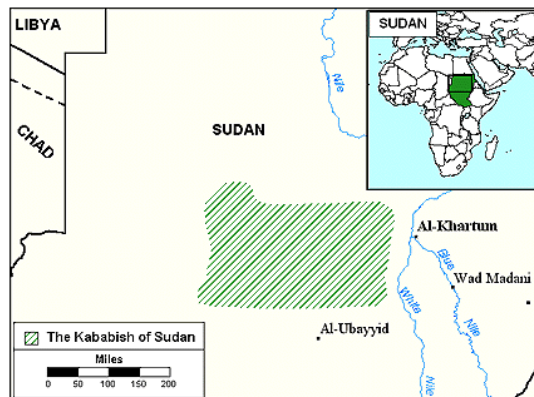 LIBYA
CHAD
Nile
SUDAN
SUDAN
Al-Khartum
Blue
Nile
Wad Madani
White
Nile
Al-Ubayyid
The Kababish of Sudan
Miles
0 50 100 150 200